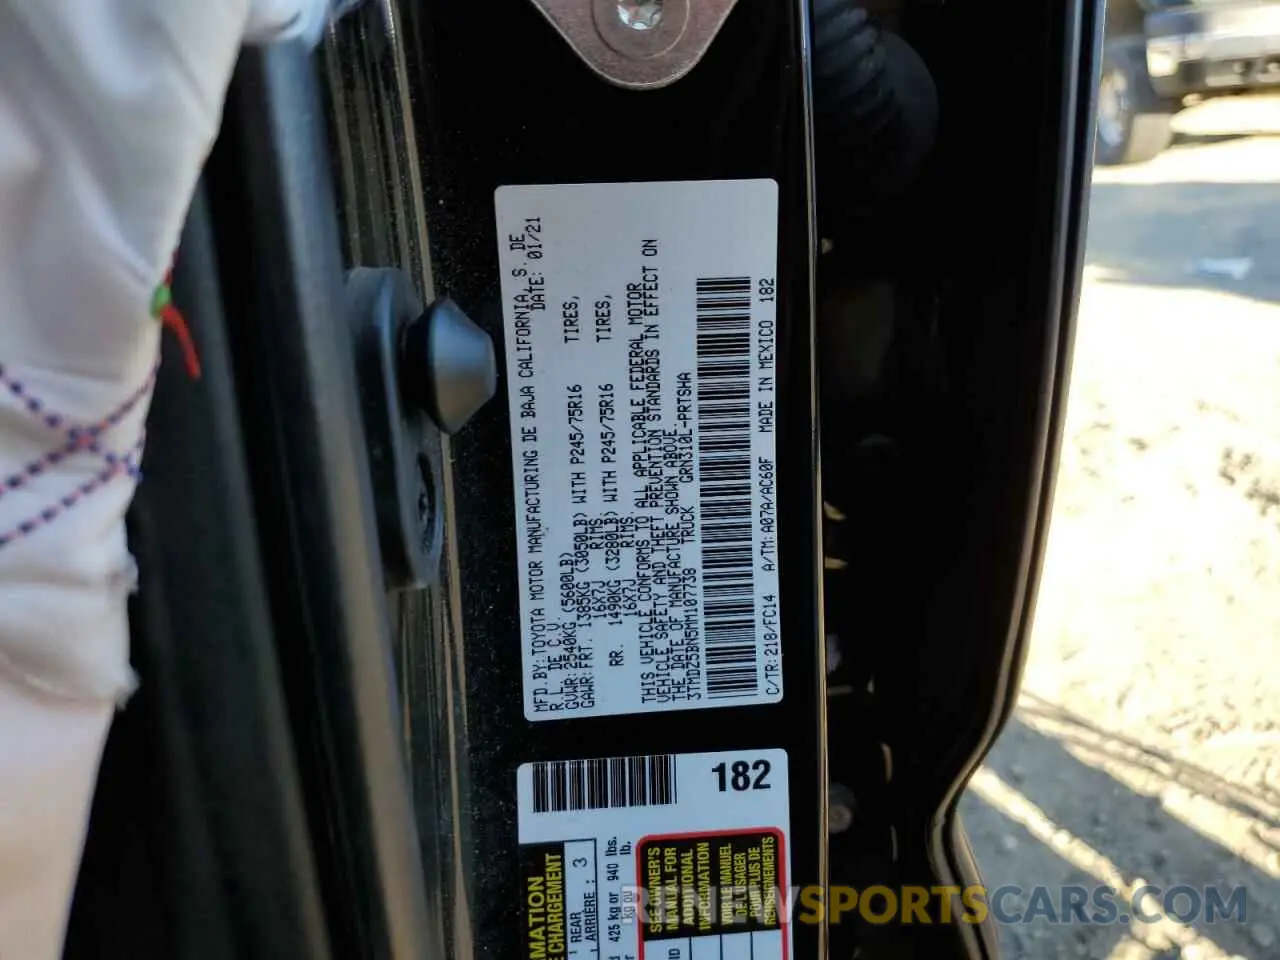 MFD.BY:TOYOTA MOTOR MANUFACTURING DE BAJA CALIFORNIA, S. DE
R.L. DE C.V. DATE: 01/21
GVWR:2540KG (5600LB)
GAWR:FRT. 1385KG (3050LB) WITH P245/75R16 TIRES,
16X7J RIMS
RR. 1490KG (3280LB) WITH P245/75R16 TIRES,
16X7J RIMS.
THIS VEHICLE CONFORMS TO ALL APPLICABLE FEDERAL MOTOR
VEHICLE SAFETY AND THEFT PREVENTION STANDARDS IN EFFECT ON
THE DATE OF MANUFACTURE SHOWN ABOVE.
3TMDZ5BN5MM107738 TRUCK GRN310L-PRTSHA
C/TR:218/FC14 A/TM:A07A/AC60F MADE IN MEXICO 182
182
MATION
E CHARGEMENT
REAR
ARRIÈRE : 3
425 kg or 940 lbs.
kg ou lb.
SEE OWNER'S
MANUAL FOR
ADDITIONAL
INFORMATION
VOIR LE MANUEL
DE L'USAGER
POUR PLUS DE
RENSEIGNEMENTS
SPORTSCARS.COM